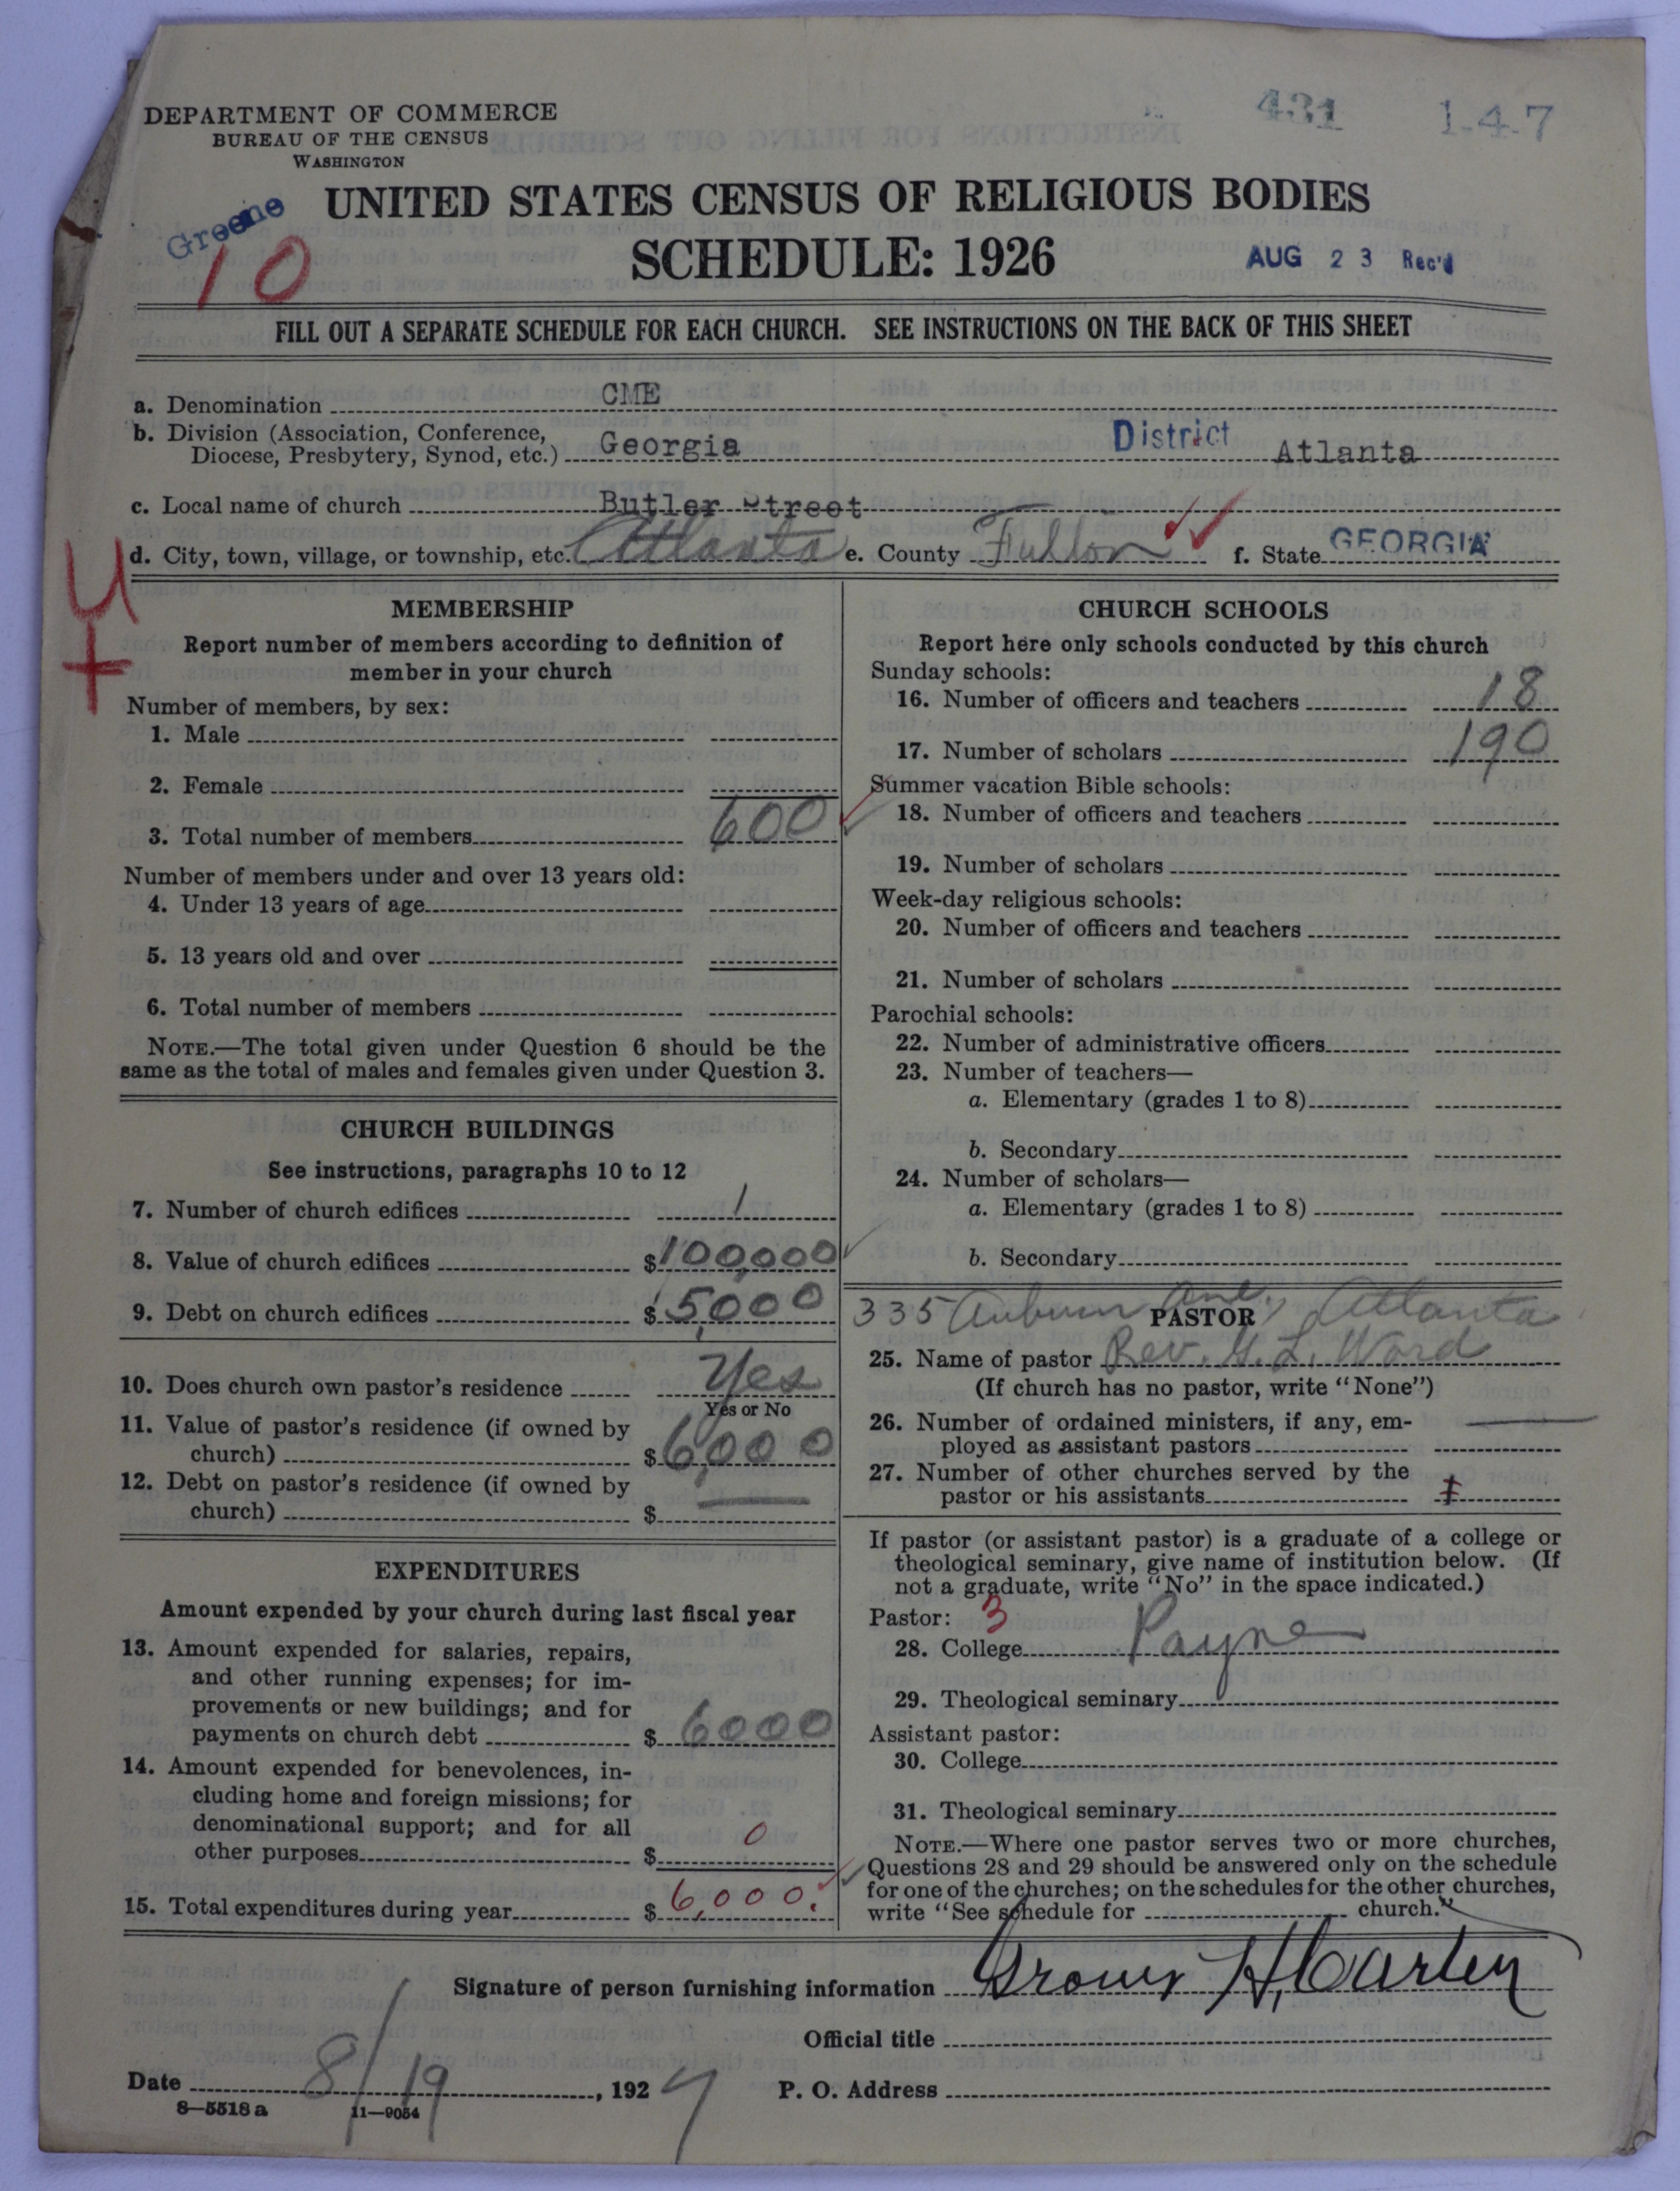 431 1-4-7
DEPARTMENT OF COMMERCE
BUREAU OF THE CENSUS
WASHINGTON
UNITED STATES CENSUS OF RELIGIOUS BODIES
Greene
10
SCHEDULE: 1926
AUG 23 Rec'd
FILL OUT A SEPARATE SCHEDULE FOR EACH CHURCH. SEE INSTRUCTIONS ON THE BACK OF THIS SHEET
a. Denomination CME
b. Division (Association, Conference,
Diocese, Presbytery, Synod, etc.) Georgia District Atlanta
c. Local name of church Butler Street
d. City, town, village, or township, etc. Atlanta e. County Fulton f. State GEORGIA
MEMBERSHIP
Report number of members according to definition of
member in your church
Number of members, by sex:
1. Male
2. Female
3. Total number of members 600
Number of members under and over 13 years old:
4. Under 13 years of age
5. 13 years old and over
6. Total number of members
NOTE.—The total given under Question 6 should be the
same as the total of males and females given under Question 3.
CHURCH BUILDINGS
See instructions, paragraphs 10 to 12
7. Number of church edifices 1
8. Value of church edifices $100,000
9. Debt on church edifices $5,000
10. Does church own pastor's residence Yes
Yes or No
11. Value of pastor's residence (if owned by
church) $6,000
12. Debt on pastor's residence (if owned by
church) $ —
EXPENDITURES
Amount expended by your church during last fiscal year
13. Amount expended for salaries, repairs,
and other running expenses; for im-
provements or new buildings; and for
payments on church debt $ 6000
14. Amount expended for benevolences, in-
cluding home and foreign missions; for
denominational support; and for all
other purposes $ 0
15. Total expenditures during year $ 6,000.
CHURCH SCHOOLS
Report here only schools conducted by this church
Sunday schools:
16. Number of officers and teachers 18
17. Number of scholars 190
Summer vacation Bible schools:
18. Number of officers and teachers
19. Number of scholars
Week-day religious schools:
20. Number of officers and teachers
21. Number of scholars
Parochial schools:
22. Number of administrative officers
23. Number of teachers—
a. Elementary (grades 1 to 8)
b. Secondary
24. Number of scholars—
a. Elementary (grades 1 to 8)
b. Secondary
335 Auburn Ave., Atlanta
PASTOR
25. Name of pastor Rev. G. L. Word
(If church has no pastor, write "None")
26. Number of ordained ministers, if any, em-
ployed as assistant pastors —
27. Number of other churches served by the
pastor or his assistants
If pastor (or assistant pastor) is a graduate of a college or
theological seminary, give name of institution below. (If
not a graduate, write "No" in the space indicated.)
Pastor: 3
28. College Payne
29. Theological seminary
Assistant pastor:
30. College
31. Theological seminary
NOTE.—Where one pastor serves two or more churches,
Questions 28 and 29 should be answered only on the schedule
for one of the churches; on the schedules for the other churches,
write "See schedule for church."
Signature of person furnishing information H. Carter
Official title
Date 8/19, 1927 P. O. Address
8—5518 a 11—9054